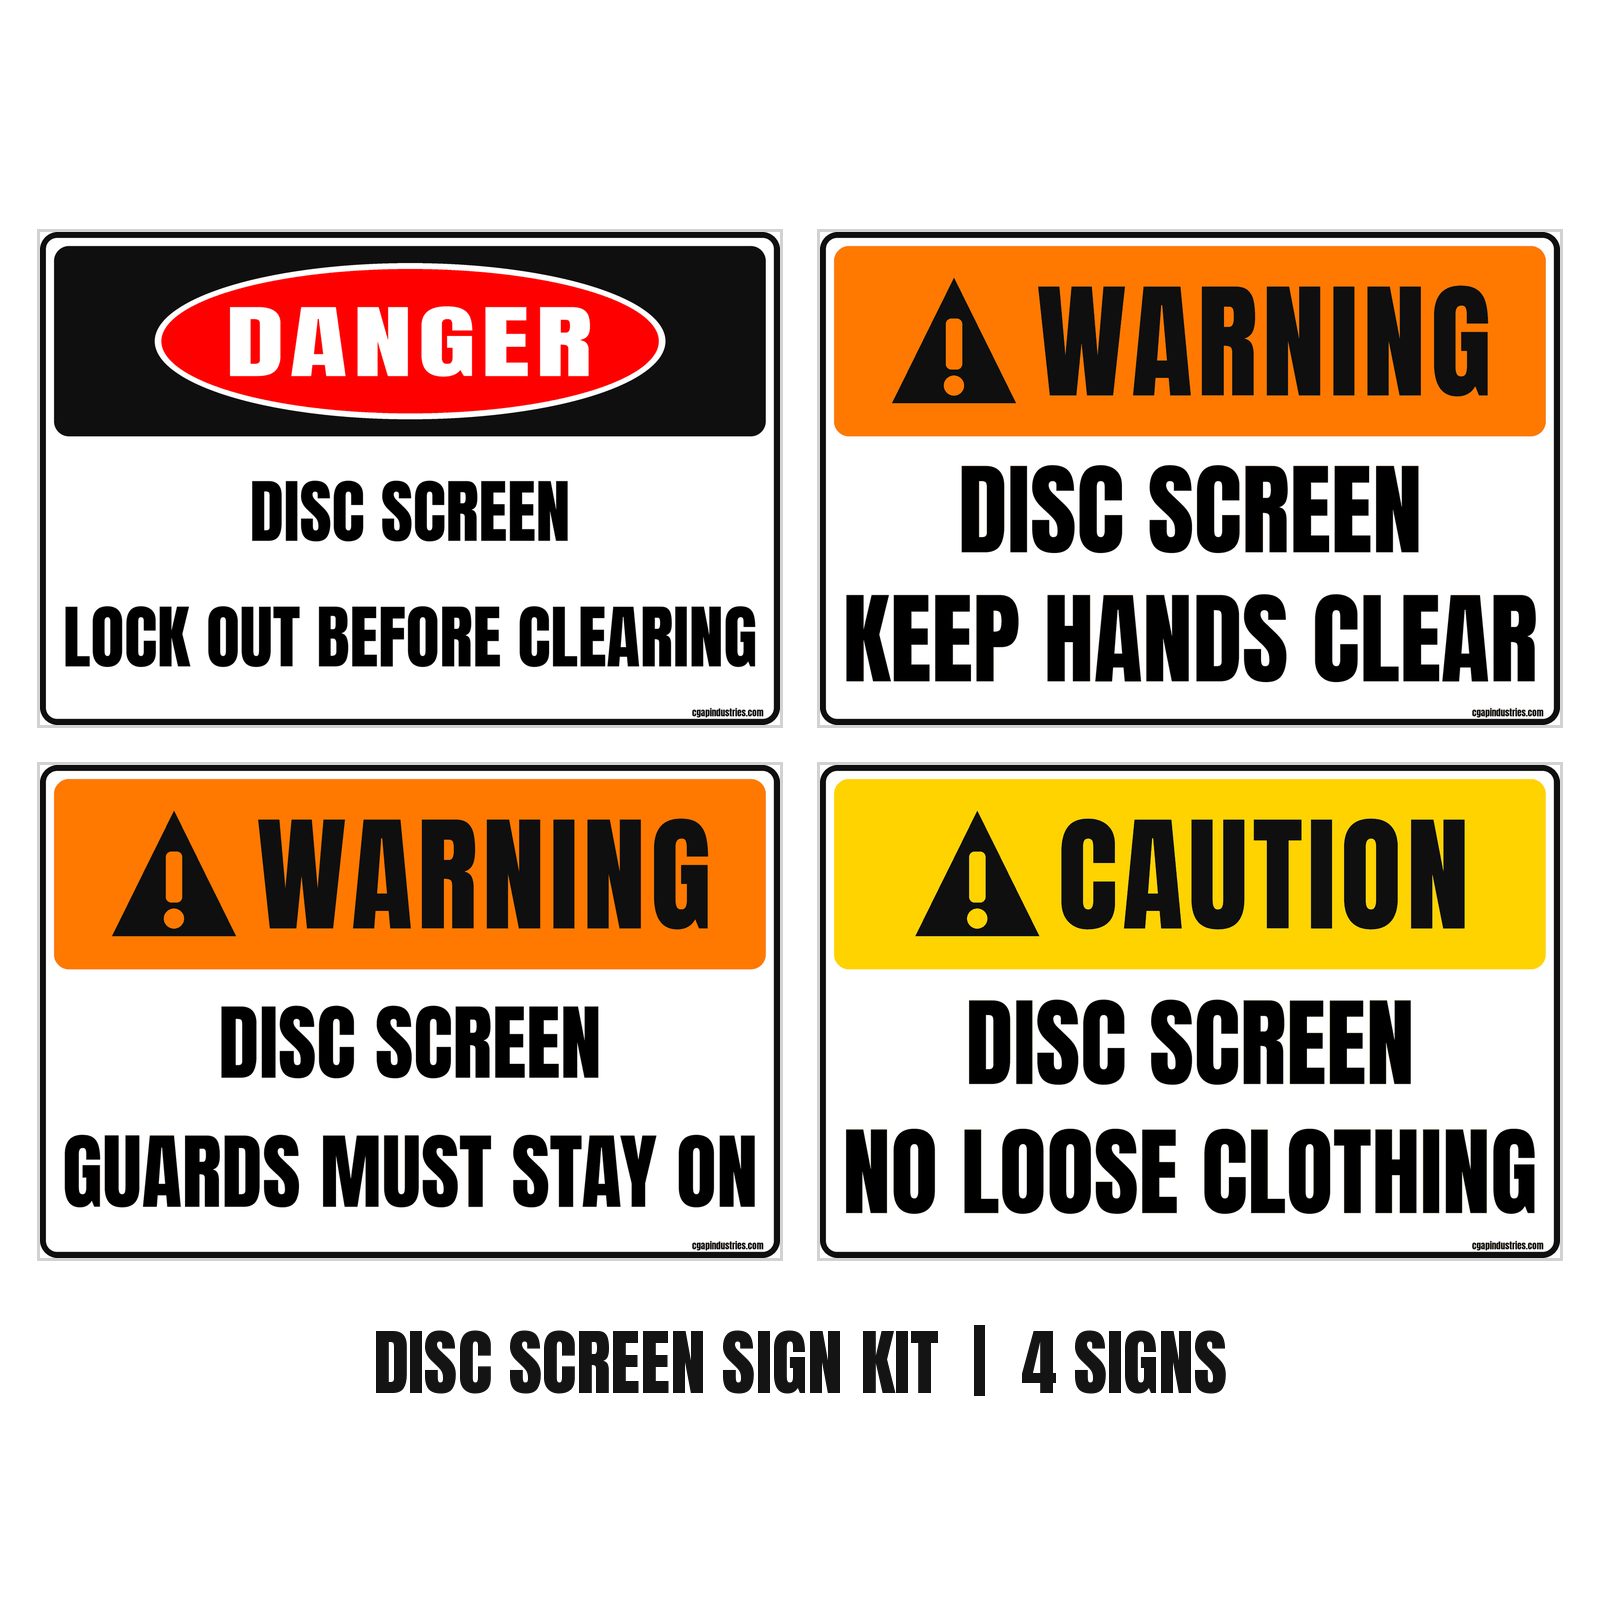 DANGER
DISC SCREEN
LOCK OUT BEFORE CLEARING
cgapindustries.com
WARNING
DISC SCREEN
KEEP HANDS CLEAR
cgapindustries.com
WARNING
DISC SCREEN
GUARDS MUST STAY ON
cgapindustries.com
CAUTION
DISC SCREEN
NO LOOSE CLOTHING
cgapindustries.com
DISC SCREEN SIGN KIT | 4 SIGNS